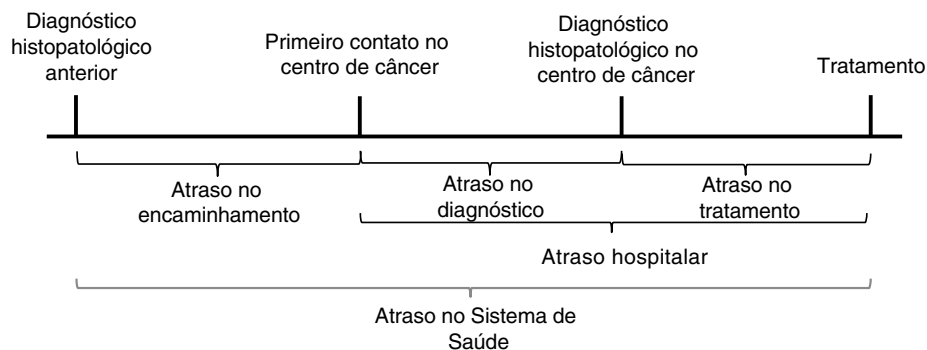 Diagnóstico
histopatológico
anterior
Primeiro contato no
centro de câncer
Diagnóstico
histopatológico no
centro de câncer
Tratamento
Atraso no
encaminhamento
Atraso no
diagnóstico
Atraso no
tratamento
Atraso hospitalar
Atraso no Sistema de
Saúde